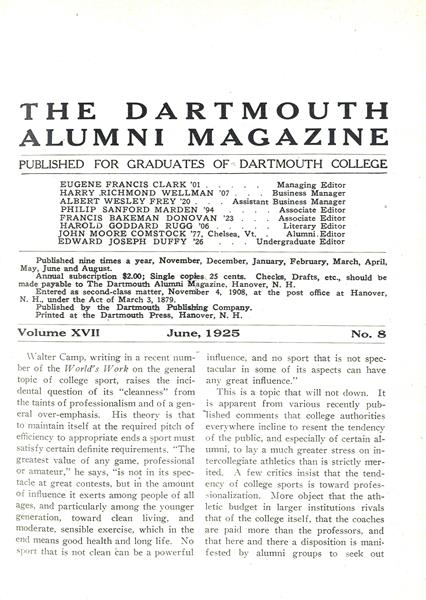 THE DARTMOUTH
ALUMNI MAGAZINE
PUBLISHED FOR GRADUATES OF DARTMOUTH COLLEGE
EUGENE FRANCIS CLARK '01 . . . . . Managing Editor
HARRY RICHMOND WELLMAN '07 . . . Business Manager
ALBERT WESLEY FREY '20 . . Assistant Business Manager
PHILIP SANFORD MARDEN '94 . . . . Associate Editor
FRANCIS BAKEMAN DONOVAN '23 . . . Associate Editor
HAROLD GODDARD RUGG '06 . . . . Literary Editor
JOHN MOORE COMSTOCK '77, Chelsea, Vt. . Alumni Editor
EDWARD JOSEPH DUFFY '26 . . . Undergraduate Editor
Published nine times a year, November, December, January, February, March, April,
May, June and August.
Annual subscription $2.00; Single copies 25 cents. Checks, Drafts, etc., should be
made payable to The Dartmouth Alumni Magazine, Hanover, N. H.
Entered as second-class matter, November 4, 1908, at the post office at Hanover,
N. H., under the Act of March 3, 1879.
Published by the Dartmouth Publishing Company.
Printed at the Dartmouth Press, Hanover, N. H.
Volume XVII June, 1925 No. 8
Walter Camp, writing in a recent num-
ber of the World's Work on the general
topic of college sport, raises the inci-
dental question of its "cleanness" from
the taints of professionalism and of a gen-
eral over-emphasis. His theory is that
to maintain itself at the required pitch of
efficiency to appropriate ends a sport must
satisfy certain definite requirements. "The
greatest value of any game, professional
or amateur," he says, "is not in its spec-
tacle at great contests, but in the amount
of influence it exerts among people of all
ages, and particularly among the younger
generation, toward clean living, and
moderate, sensible exercise, which in the
end means good health and long life. No
sport that is not clean can be a powerful
influence, and no sport that is not spec-
tacular in some of its aspects can have
any great influence."
This is a topic that will not down. It
is apparent from various recently pub-
lished comments that college authorities
everywhere incline to resent the tendency
of the public, and especially of certain al-
umni, to lay a much greater stress on in-
tercollegiate athletics than is strictly mer-
ited. A few critics insist that the tend-
ency of college sports is toward profes-
sionalization. More object that the ath-
letic budget in larger institutions rivals
that of the college itself, that the coaches
are paid more than the professors, and
that here and there a disposition is mani-
fested by alumni groups to seek out